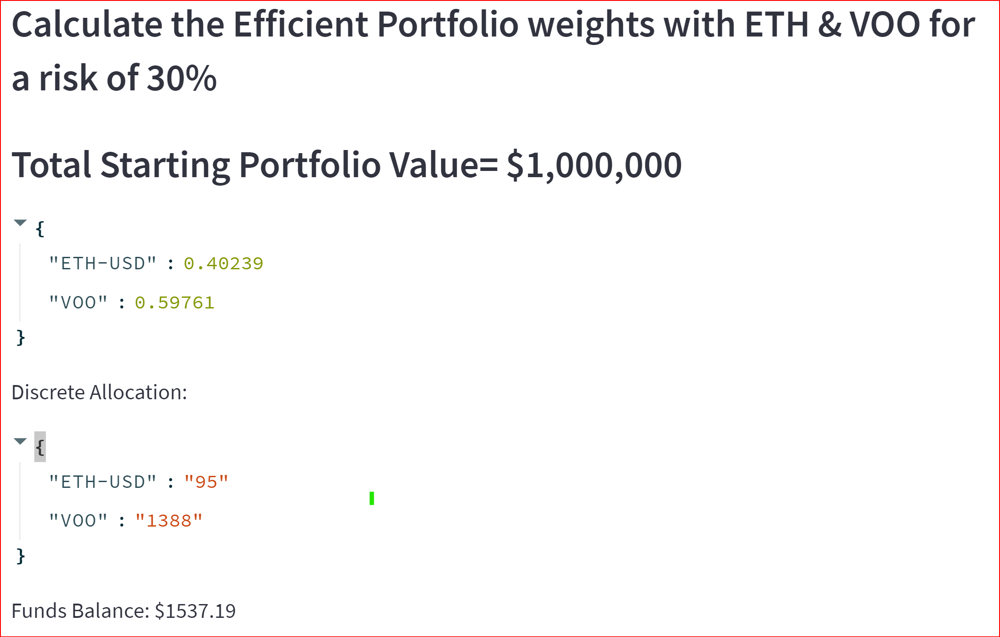 Calculate the Efficient Portfolio weights with ETH & VOO for
a risk of 30%
Total Starting Portfolio Value= $1,000,000
{
"ETH-USD" : 0.40239
"VOO" : 0.59761
}
Discrete Allocation:
{
"ETH-USD" : "95"
"VOO" : "1388"
}
Funds Balance: $1537.19